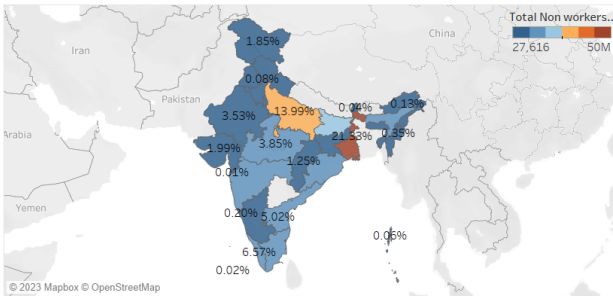 Total Non workers..
27,616 50M
China
Iran
1.85%
Pakistan
0.08%
0.04%
0.13%
3.53%
13.99%
Arabia
21.33%
0.35%
1.99%
3.85%
1.25%
0.01%
Yemen
0.20%
5.02%
0.06%
6.57%
0.02%
© 2023 Mapbox © OpenStreetMap